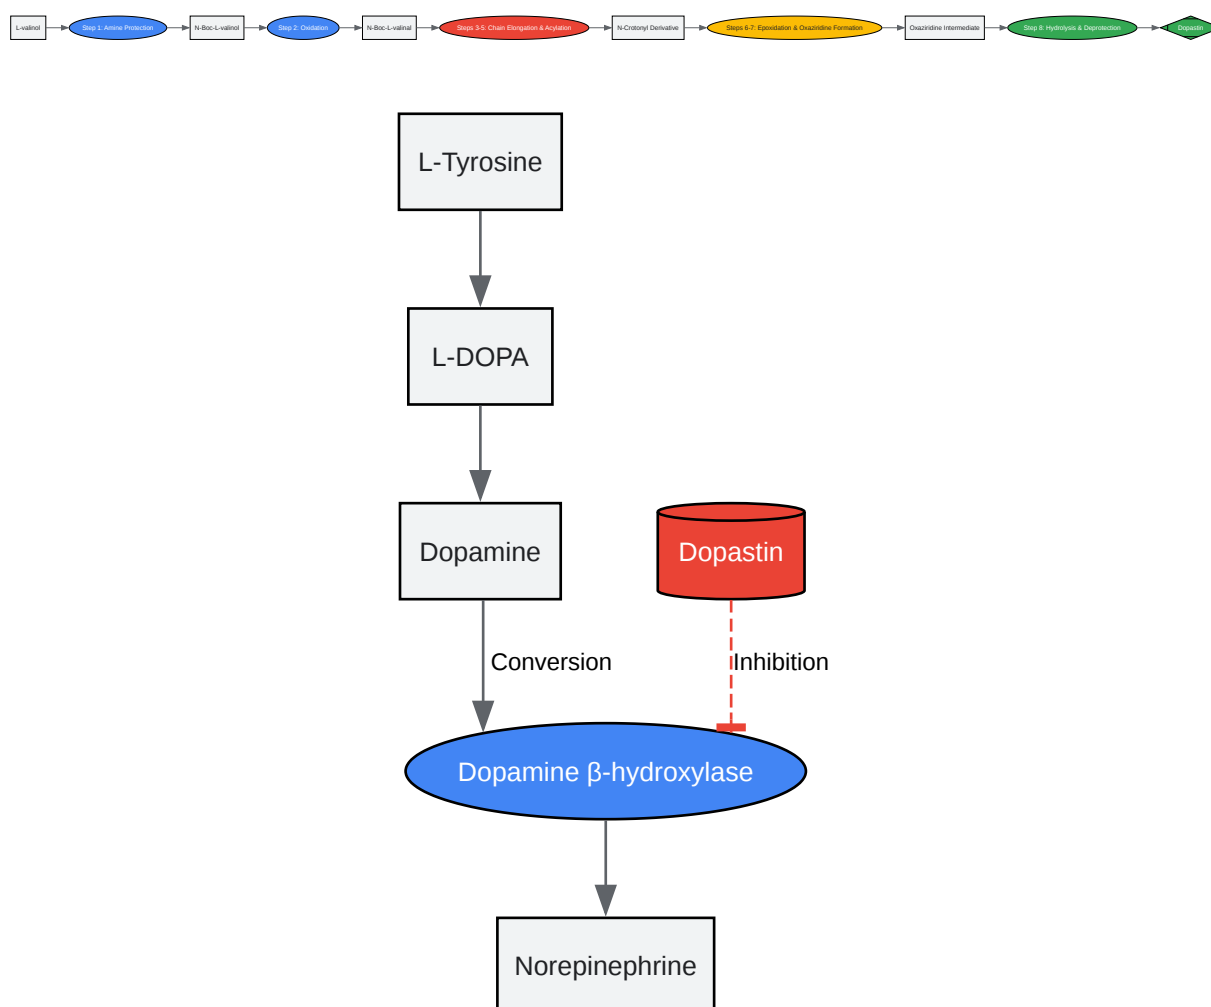 L-valinol
Step 1: Amine Protection
N-Boc-L-valinol
Step 2: Oxidation
N-Boc-L-valinal
Steps 3-5: Chain Elongation & Acylation
N-Crotonyl Derivative
Steps 6-7: Epoxidation & Oxaziridine Formation
Oxaziridine Intermediate
Step 8: Hydrolysis & Deprotection
Dopastin
L-Tyrosine
L-DOPA
Dopamine
Dopastin
Conversion
Inhibition
Dopamine β-hydroxylase
Norepinephrine